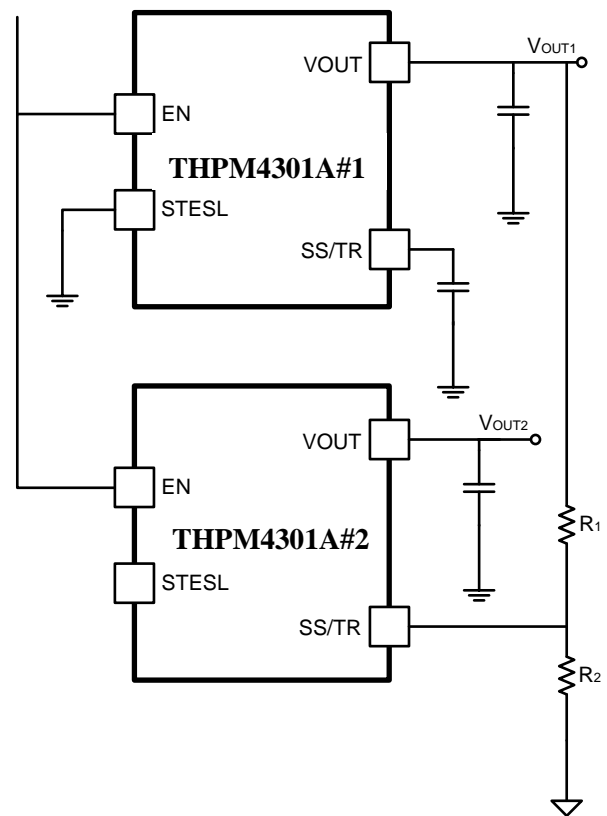 VOUT1
VOUT
EN
THPM4301A#1
STESL
SS/TR
VOUT2
VOUT
EN
R1
THPM4301A#2
STESL
SS/TR
R2